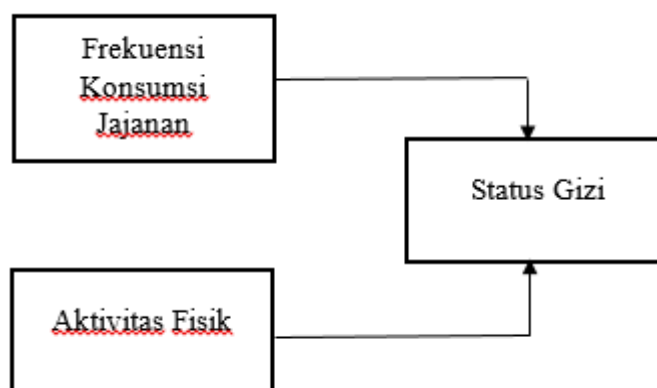 Frekuensi
Konsumsi
Jajanan
Status Gizi
Aktivitas Fisik